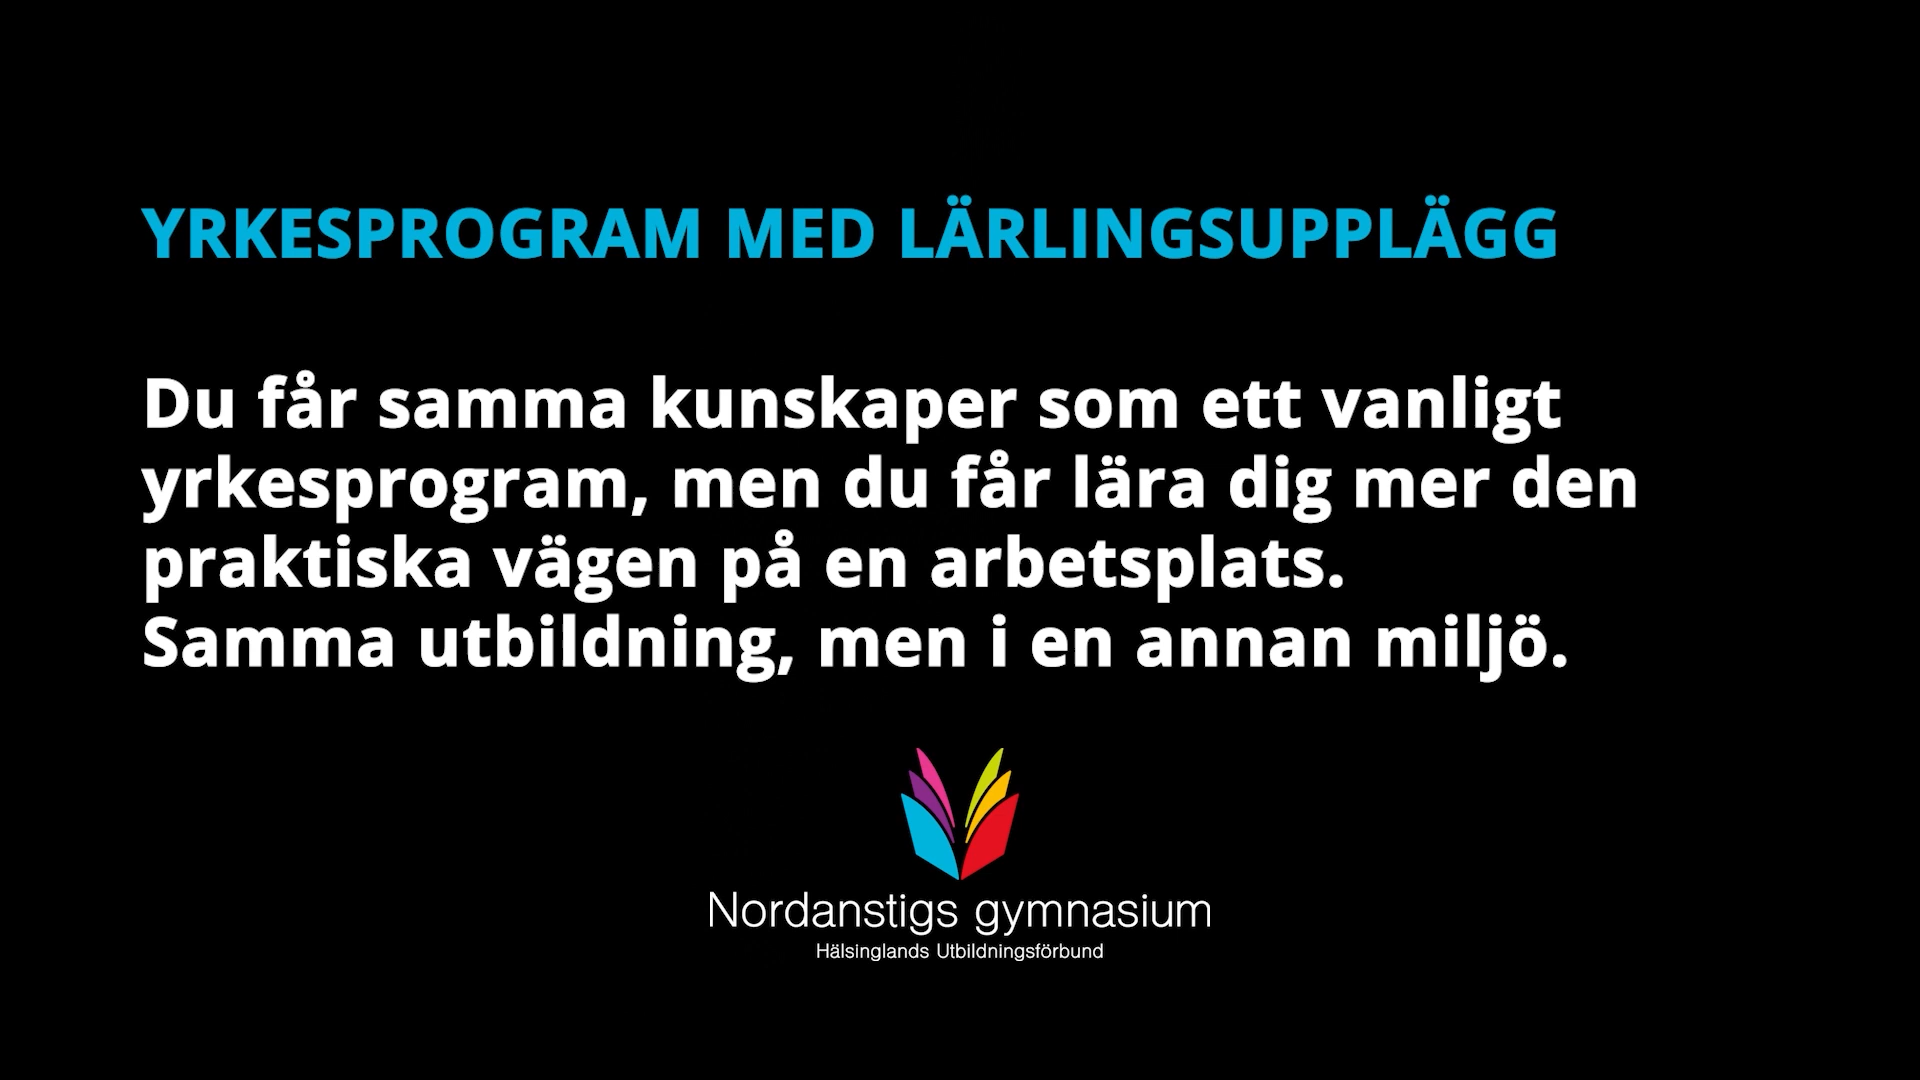 YRKESPROGRAM MED LÄRLINGSUPPLÄGG
Du får samma kunskaper som ett vanligt
yrkesprogram, men du får lära dig mer den
praktiska vägen på en arbetsplats.
Samma utbildning, men i en annan miljö.
Nordanstigs gymnasium
Hälsinglands Utbildningsförbund